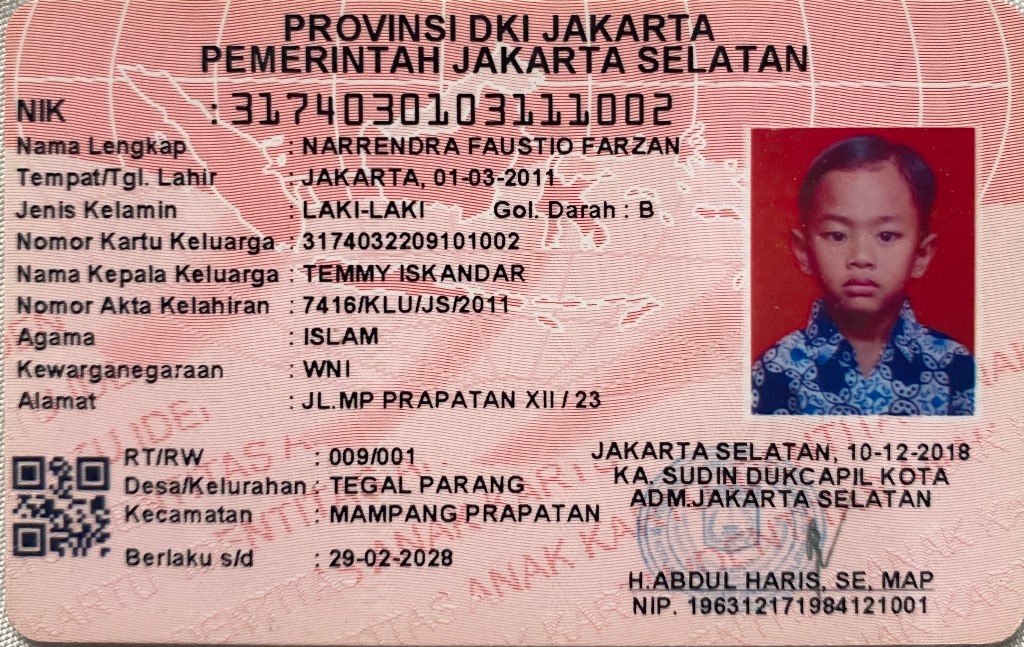 PROVINSI DKI JAKARTA
PEMERINTAH JAKARTA SELATAN
NIK : 3174030103111002
Nama Lengkap : NARRENDRA FAUSTIO FARZAN
Tempat/Tgl. Lahir : JAKARTA, 01-03-2011
Jenis Kelamin : LAKI-LAKI Gol. Darah : B
Nomor Kartu Keluarga : 3174032209101002
Nama Kepala Keluarga : TEMMY ISKANDAR
Nomor Akta Kelahiran : 7416/KLU/JS/2011
Agama : ISLAM
Kewarganegaraan : WNI
Alamat : JL.MP PRAPATAN XII / 23
RT/RW : 009/001
Desa/Kelurahan : TEGAL PARANG
Kecamatan : MAMPANG PRAPATAN
Berlaku s/d : 29-02-2028
JAKARTA SELATAN, 10-12-2018
KA. SUDIN DUKCAPIL KOTA
ADM.JAKARTA SELATAN
H.ABDUL HARIS, SE, MAP
NIP. 196312171984121001